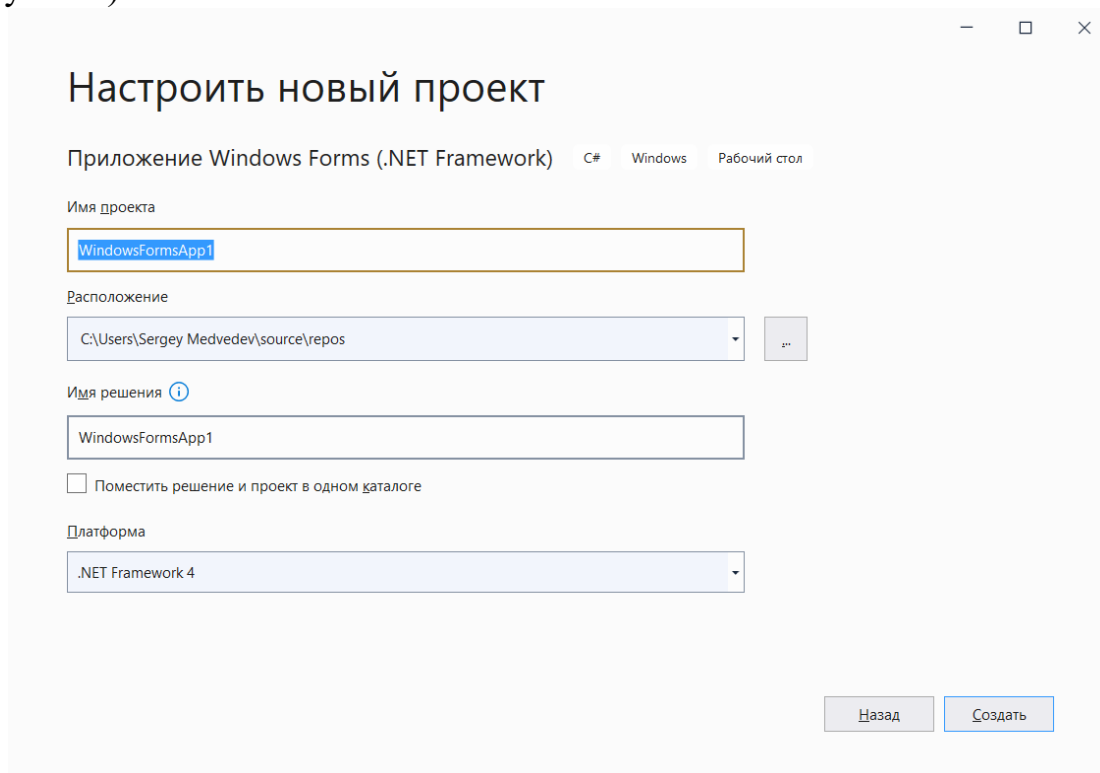 Настроить новый проект
Приложение Windows Forms (.NET Framework) C# Windows Рабочий стол
Имя проекта
WindowsFormsApp1
Расположение
C:\Users\Sergey Medvedev\source\repos
...
Имя решения
WindowsFormsApp1
Поместить решение и проект в одном каталоге
Платформа
.NET Framework 4
Назад Создать